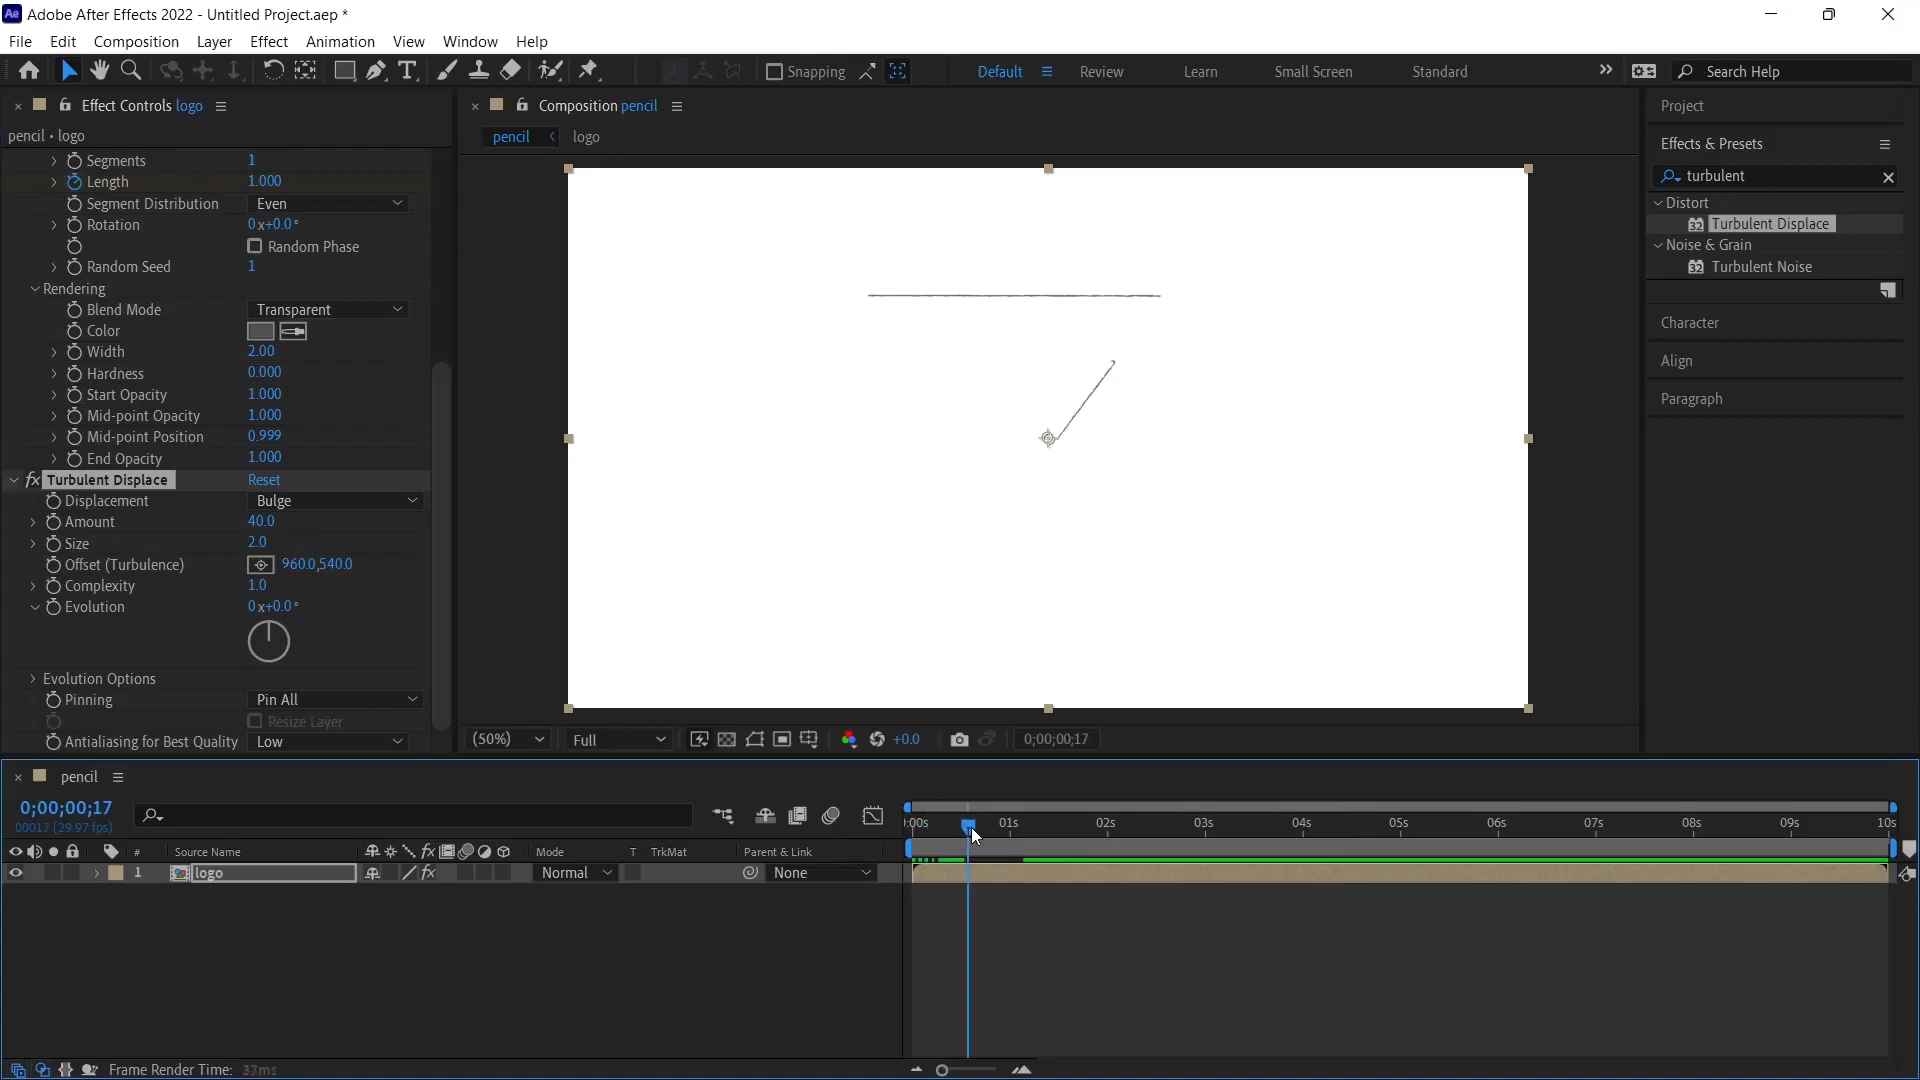 Adobe After Effects 2022 - Untitled Project.aep *
File Edit Composition Layer Effect Animation View Window Help
Snapping Default Review Learn Small Screen Standard Search Help
Effect Controls logo
pencil • logo
Segments 1
Length 1.000
Segment Distribution Even
Rotation 0x+0.0°
Random Phase
Random Seed 1
Rendering
Blend Mode Transparent
Color
Width 2.00
Hardness 0.000
Start Opacity 1.000
Mid-point Opacity 1.000
Mid-point Position 0.999
End Opacity 1.000
fx Turbulent Displace Reset
Displacement Bulge
Amount 40.0
Size 2.0
Offset (Turbulence) 960.0,540.0
Complexity 1.0
Evolution 0x+0.0°
Evolution Options
Pinning Pin All
Resize Layer
Antialiasing for Best Quality Low
Composition pencil
pencil logo
(50%) Full +0.0 0;00;00;17
Project
Effects & Presets
turbulent
Distort
32 Turbulent Displace
Noise & Grain
32 Turbulent Noise
Character
Align
Paragraph
pencil
0;00;00;17
00017 (29.97 fps)
:00s 01s 02s 03s 04s 05s 06s 07s 08s 09s 10s
# Source Name fx Mode T TrkMat Parent & Link
1 logo fx Normal None
Frame Render Time: 37ms